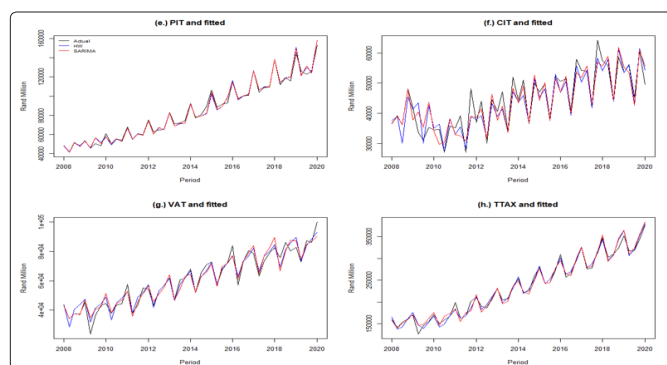 (e.) PIT and fitted
Rand Million
40000 60000 80000 120000 160000
Actual
HW
SARIMA
2008 2010 2012 2014 2016 2018 2020
Period
(f.) CIT and fitted
Rand Million
30000 40000 50000 60000
2008 2010 2012 2014 2016 2018 2020
Period
(g.) VAT and fitted
Rand Million
4e+04 6e+04 8e+04 1e+05
2008 2010 2012 2014 2016 2018 2020
Period
(h.) TTAX and fitted
Rand Million
150000 250000 350000
2008 2010 2012 2014 2016 2018 2020
Period